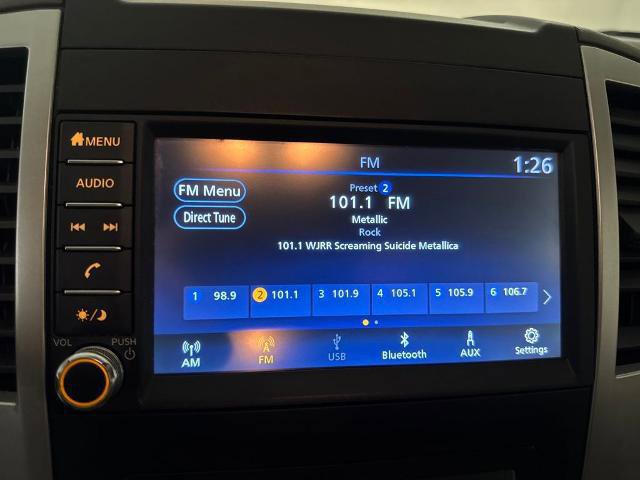 MENU
AUDIO
VOL PUSH
FM 1:26
FM Menu
Direct Tune
Preset 2
101.1 FM
Metallic
Rock
101.1 WJRR Screaming Suicide Metallica
1 98.9 2 101.1 3 101.9 4 105.1 5 105.9 6 106.7
AM FM USB Bluetooth AUX Settings